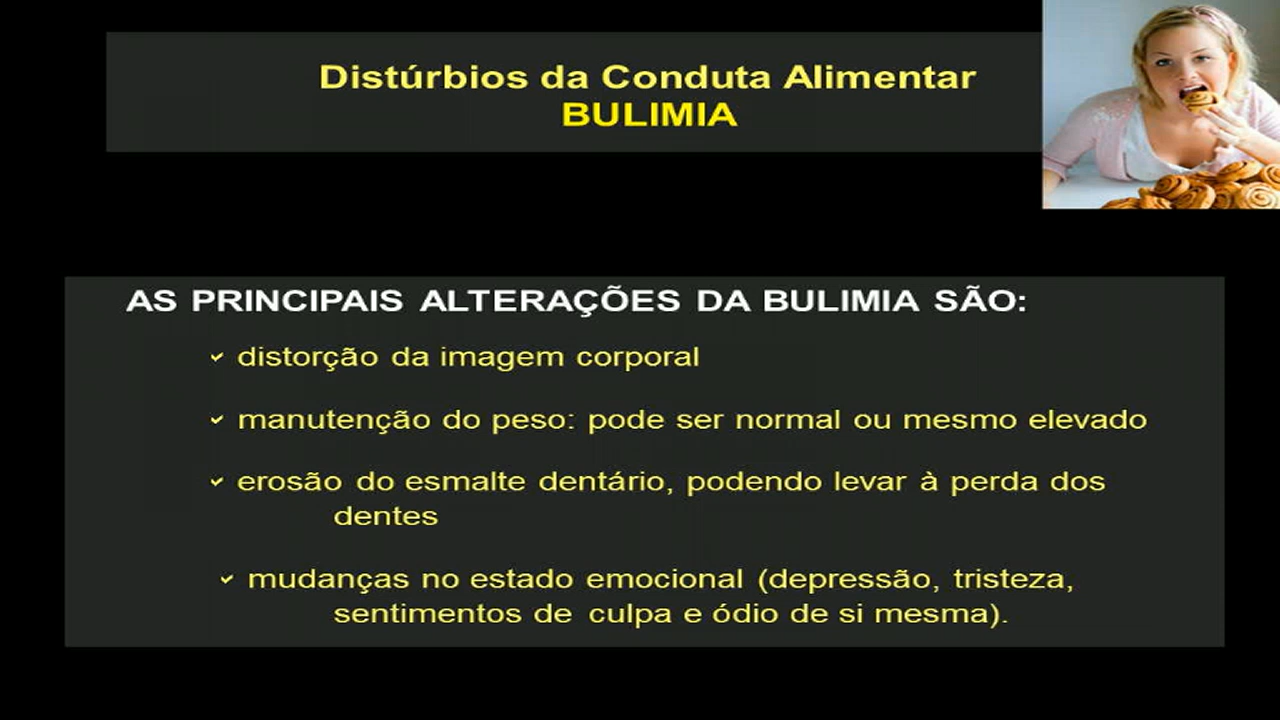 Distúrbios da Conduta Alimentar
BULIMIA
AS PRINCIPAIS ALTERAÇÕES DA BULIMIA SÃO:
✓ distorção da imagem corporal
✓ manutenção do peso: pode ser normal ou mesmo elevado
✓ erosão do esmalte dentário, podendo levar à perda dos
dentes
✓ mudanças no estado emocional (depressão, tristeza,
sentimentos de culpa e ódio de si mesma).